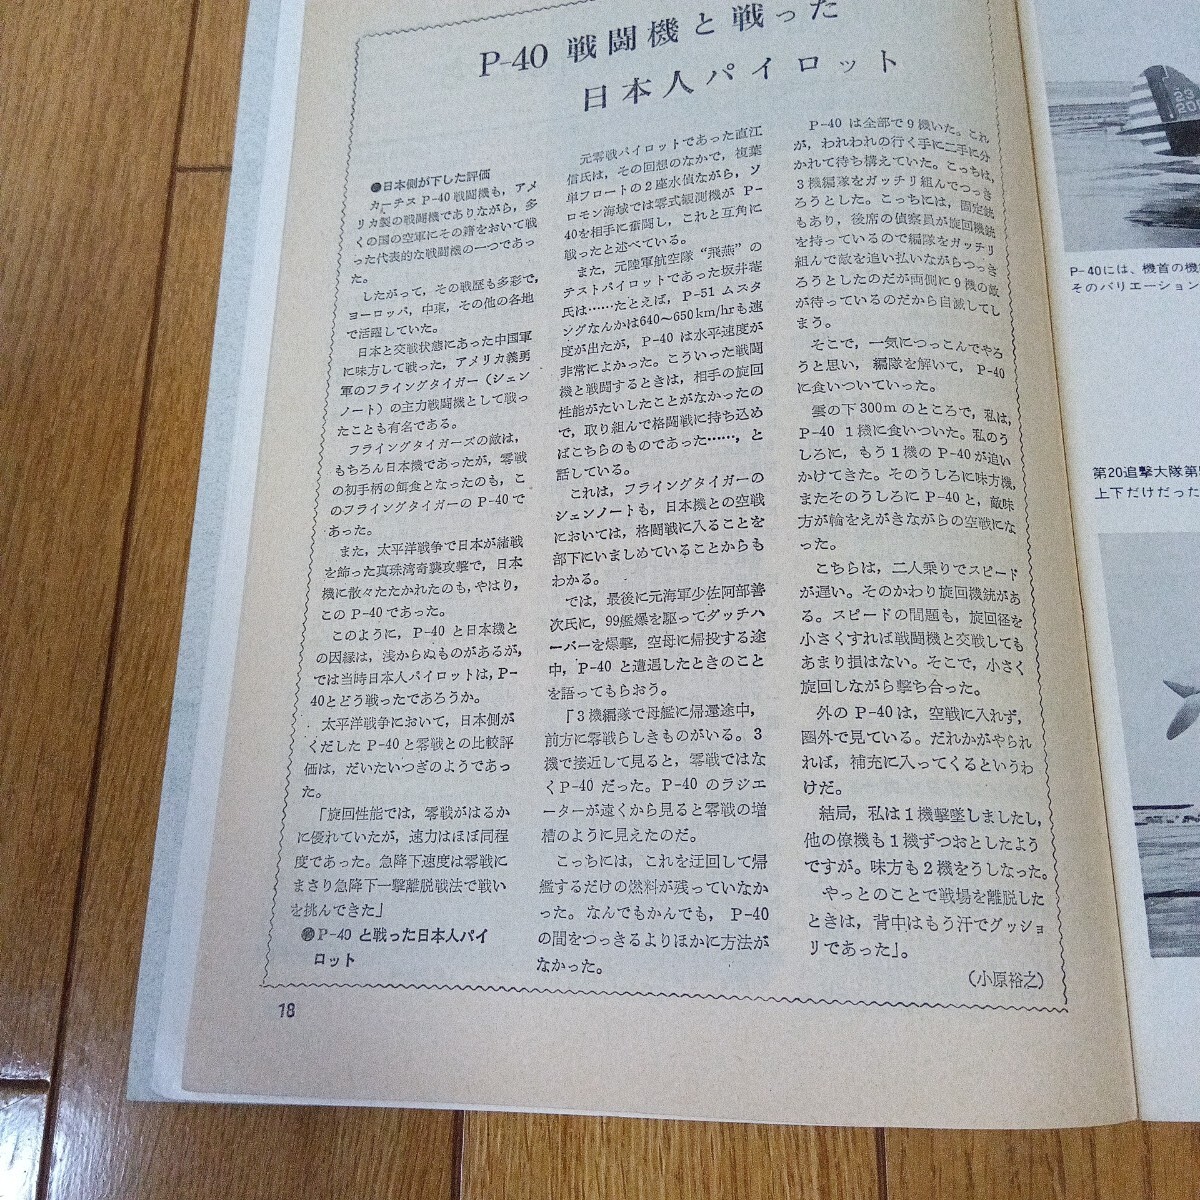 P-40 戦闘機と戦った
日本人パイロット
●日本側が下した評価
カーチス P-40 戦闘機も，アメ
リカ製の戦闘機でありながら，多
くの国の空軍にその籍をおいて戦
った代表的な戦闘機の一つであっ
た。
したがって，その戦歴も多彩で，
ヨーロッパ，中東，その他の各地
で活躍していた。
日本と交戦状態にあった中国軍
に味方して戦った，アメリカ義勇
軍のフライングタイガー（シェン
ノート）の主力戦闘機として戦っ
たことも有名である。
フライングタイガーズの敵は，
もちろん日本機であったが，零戦
の初手柄の餌食となったのも，こ
のフライングタイガーの P-40 で
あった。
また，太平洋戦争で日本が緒戦
を飾った真珠湾奇襲攻撃で，日本
機に散々たたかれたのも，やはり，
この P-40 であった。
このように，P-40 と日本機と
の因縁は，浅からぬものがあるが，
では当時日本人パイロットは，P-
40とどう戦ったであろうか。
太平洋戦争において，日本側が
くだした P-40 と零戦との比較評
価は，だいたいつぎのようであっ
た。
「旋回性能では，零戦がはるか
に優れていたが，速力はほぼ同程
度であった。急降下速度は零戦に
まさり急降下一撃離脱戦法で戦い
を挑んできた」
●P-40 と戦った日本人パイ
ロット
元零戦パイロットであった直江
信氏は，その回想のなかで，複葉
単フロートの2座水偵ながら，ソ
ロモン海域では零式観測機が P-
40を相手に奮闘し，これと互角に
戦ったと述べている。
また，元陸軍航空隊“飛燕”の
テストパイロットであった坂井菴
氏は……たとえば，P-51 ムスタ
ングなんかは640～650km/hrも速
度が出たが，P-40 は水平速度が
非常によかった。こういった戦闘
機と戦闘するときは，相手の旋回
性能がたいしたことがなかったの
で，取り組んで格闘戦に持ち込め
ばこちらのものであった……，と
話している。
これは，フライングタイガーの
シェンノートも，日本機との空戦
においては，格闘戦に入ることを
部下にいましめていることからも
わかる。
では，最後に元海軍少佐阿部善
次氏に，99艦爆を駆ってダッチハ
ーバーを爆撃，空母に帰投する途
中，P-40 と遭遇したときのこと
を語ってもらおう。
「3機編隊で母艦に帰還途中，
前方に零戦らしきものがいる。3
機で接近して見ると，零戦ではな
くP-40 だった。P-40 のラジエ
ーターが遠くから見ると零戦の増
槽のように見えたのだ。
こっちには，これを迂回して帰
艦するだけの燃料が残っていなか
った。なんでもかんでも，P-40
の間をつっきるよりほかに方法が
なかった。
P-40 は全部で9機いた。これ
が，われわれの行く手に二手に分
かれて待ち構えていた。こっちは，
3機編隊をガッチリ組んでつっき
ろうとした。こっちには，固定銃
もあり，後席の偵察員が旋回機銃
を持っているので編隊をガッチリ
組んで敵を追い払いながらつっき
ろうとしたのだが両側に9機の敵
が待っているのだから自滅してし
まう。
そこで，一気につっこんでやろ
うと思い，編隊を解いて，P-40
に食いついていった。
雲の下300mのところで，私は，
P-40 1機に食いついた。私のう
しろに，もう1機の P-40 が追い
かけてきた。そのうしろに味方機，
またそのうしろに P-40 と，敵味
方が輪をえがきながらの空戦にな
った。
こちらは，二人乗りでスピード
が遅い。そのかわり旋回機銃があ
る。スピードの問題も，旋回径を
小さくすれば戦闘機と交戦しても
あまり損はない。そこで，小さく
旋回しながら撃ち合った。
外の P-40 は，空戦に入れず，
圏外で見ている。だれかがやられ
れば，補充に入ってくるというわ
けだ。
結局，私は1機撃墜しましたし，
他の僚機も1機ずつおとしたよう
ですが。味方も2機をうしなった。
やっとのことで戦場を離脱した
ときは，背中はもう汗でグッショ
リであった」。
（小原裕之）
18
P-40には、機首の機
そのバリエーション
第20追撃大隊第
上下だけだった